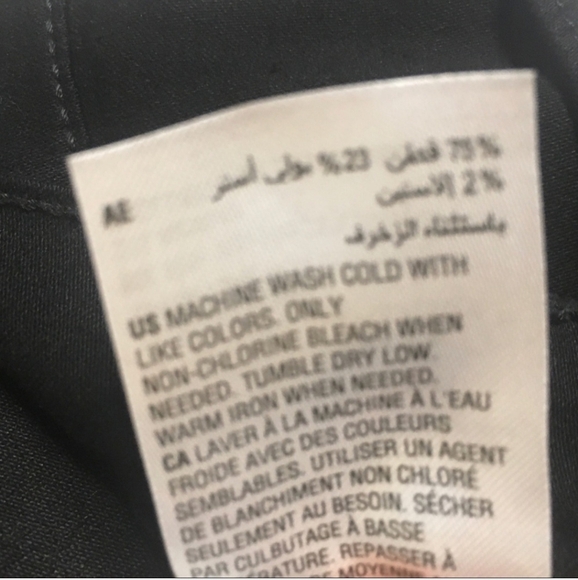 AE
75% قطن 23% بولي أستر
2% إلاستين
باستثناء الزخرف
US MACHINE WASH COLD WITH
LIKE COLORS. ONLY
NON-CHLORINE BLEACH WHEN
NEEDED. TUMBLE DRY LOW.
WARM IRON WHEN NEEDED.
CA LAVER À LA MACHINE À L'EAU
FROIDE AVEC DES COULEURS
SEMBLABLES. UTILISER UN AGENT
DE BLANCHIMENT NON CHLORÉ
SEULEMENT AU BESOIN. SÉCHER
PAR CULBUTAGE À BASSE
REPASSER À